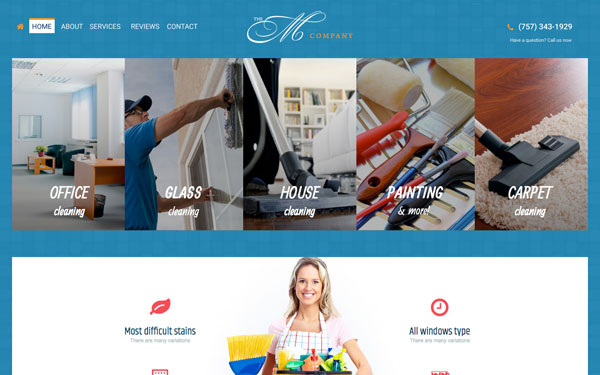 HOME ABOUT SERVICES REVIEWS CONTACT
THE M COMPANY
(757) 343-1929
Have a question? Call us now
OFFICE
cleaning
GLASS
cleaning
HOUSE
cleaning
PAINTING
& more!
CARPET
cleaning
Most difficult stains
There are many variations
All windows type
There are many variations